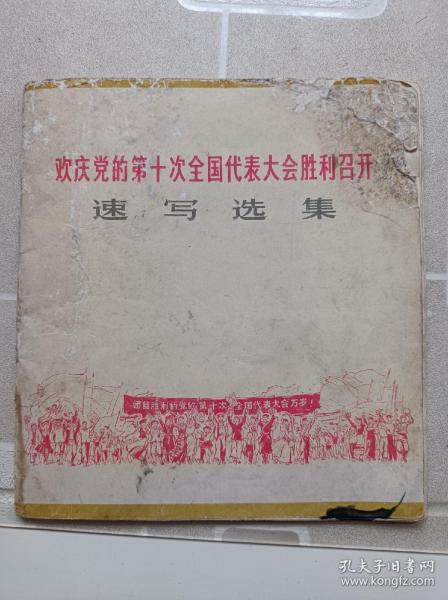 欢庆党的第十次全国代表大会胜利召开
速写选集
团结胜利的党的第十次全国代表大会万岁!
孔夫子旧书网
www.kongfz.com